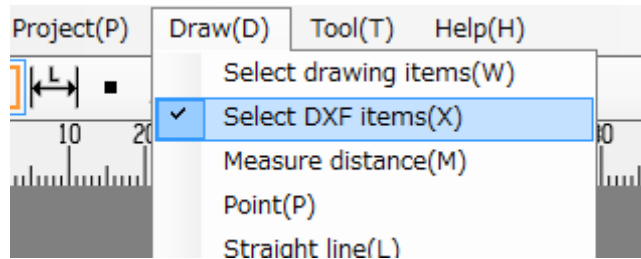 Project(P) Draw(D) Tool(T) Help(H)
L
Select drawing items(W)
Select DXF items(X)
10
Measure distance(M)
Point(P)
Straight line(L)